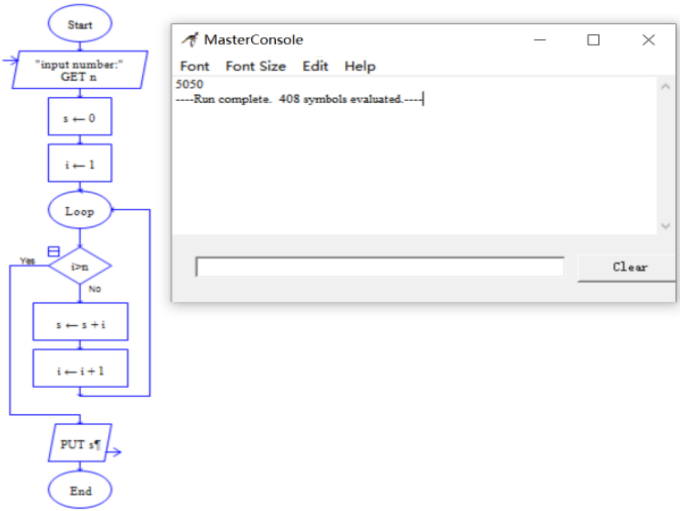 Start
"input number:"
GET n
s ← 0
i ← 1
Loop
Yes
i>n
No
s ← s + i
i ← i + 1
PUT s¶
End
MasterConsole
Font Font Size Edit Help
5050
----Run complete. 408 symbols evaluated.----
Clear